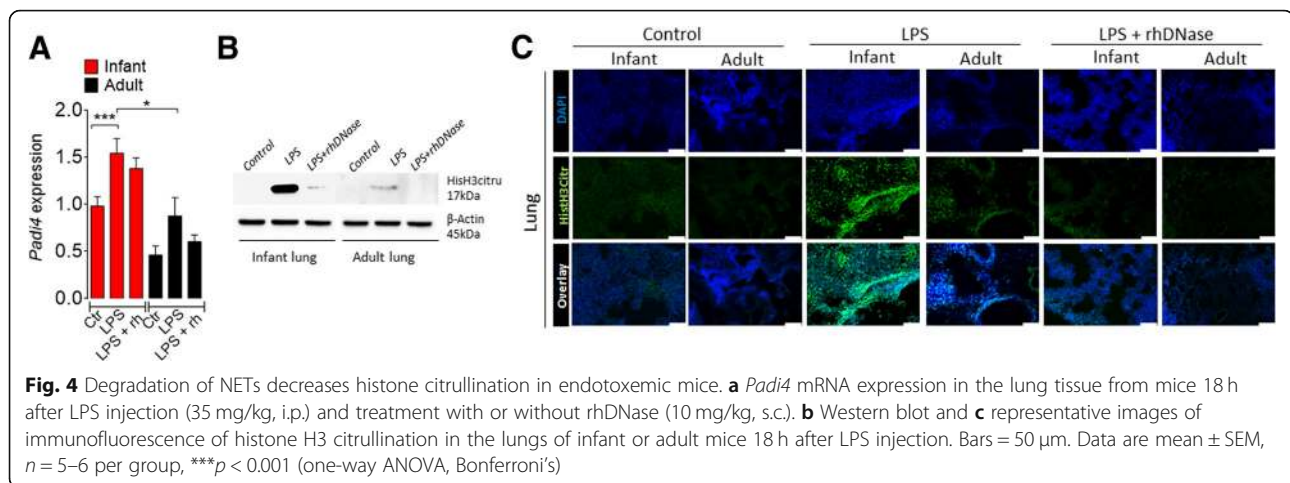 A
Infant
Adult
Padi4 expression
2.0
1.5
1.0
0.5
0.0
***
*
Ctr
LPS
LPS + rh
Ctr
LPS
LPS + rh
B
Control
LPS
LPS+rhDNase
Control
LPS
LPS+rhDNase
HisH3citru
17kDa
β-Actin
45kDa
Infant lung
Adult lung
C
Control
LPS
LPS + rhDNase
Infant
Adult
Infant
Adult
Infant
Adult
Lung
DAPI
HistH3Citr
Overlay
Fig. 4 Degradation of NETs decreases histone citrullination in endotoxemic mice. a Padi4 mRNA expression in the lung tissue from mice 18 h
after LPS injection (35 mg/kg, i.p.) and treatment with or without rhDNase (10 mg/kg, s.c.). b Western blot and c representative images of
immunofluorescence of histone H3 citrullination in the lungs of infant or adult mice 18 h after LPS injection. Bars = 50 μm. Data are mean ± SEM,
n = 5–6 per group, ***p < 0.001 (one-way ANOVA, Bonferroni's)